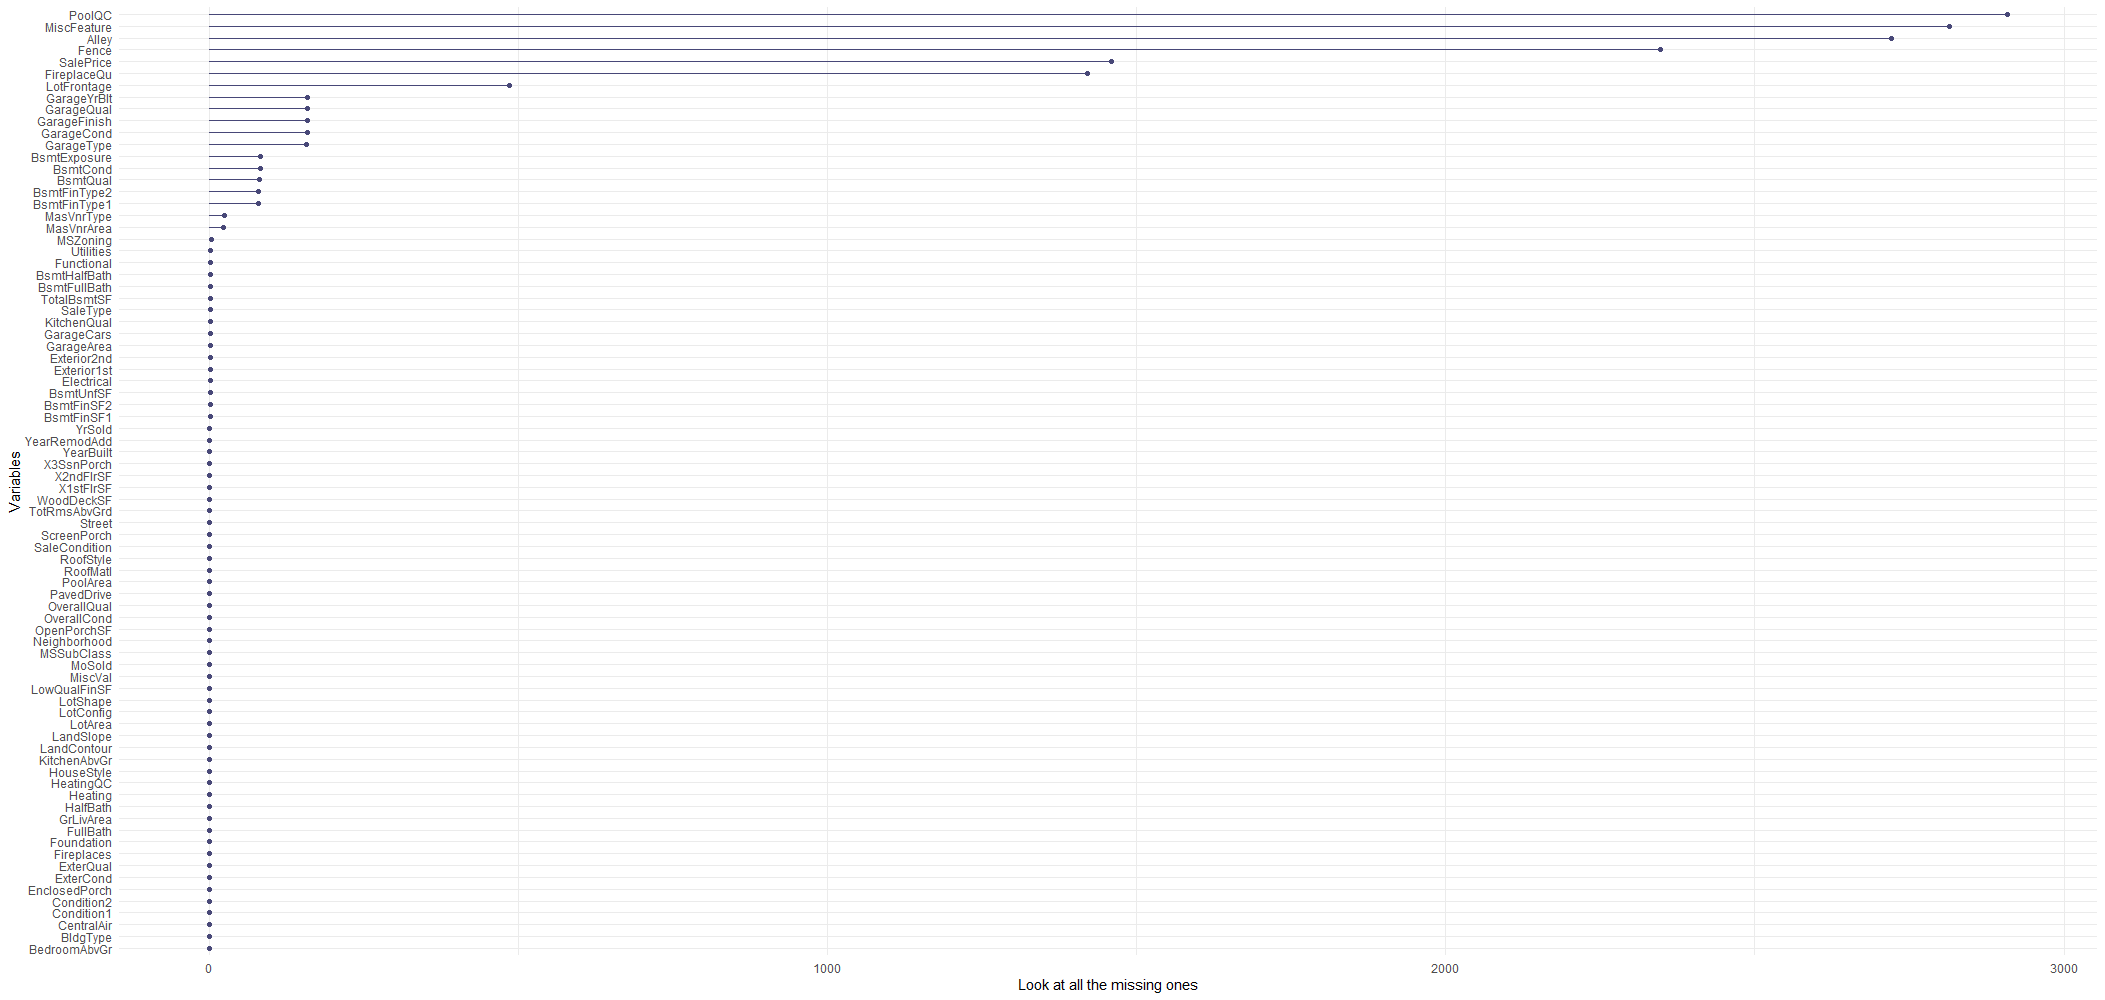 PoolQC
MiscFeature
Alley
Fence
SalePrice
FireplaceQu
LotFrontage
GarageYrBlt
GarageQual
GarageFinish
GarageCond
GarageType
BsmtExposure
BsmtCond
BsmtQual
BsmtFinType2
BsmtFinType1
MasVnrType
MasVnrArea
MSZoning
Utilities
Functional
BsmtHalfBath
BsmtFullBath
TotalBsmtSF
SaleType
KitchenQual
GarageCars
GarageArea
Exterior2nd
Exterior1st
Electrical
BsmtUnfSF
BsmtFinSF2
BsmtFinSF1
YrSold
YearRemodAdd
YearBuilt
X3SsnPorch
X2ndFlrSF
X1stFlrSF
WoodDeckSF
TotRmsAbvGrd
Street
ScreenPorch
SaleCondition
RoofStyle
RoofMatl
PoolArea
PavedDrive
OverallQual
OverallCond
OpenPorchSF
Neighborhood
MSSubClass
MoSold
MiscVal
LowQualFinSF
LotShape
LotConfig
LotArea
LandSlope
LandContour
KitchenAbvGr
HouseStyle
HeatingQC
Heating
HalfBath
GrLivArea
FullBath
Foundation
Fireplaces
ExterQual
ExterCond
EnclosedPorch
Condition2
Condition1
CentralAir
BldgType
BedroomAbvGr
Variables
0 1000 2000 3000
Look at all the missing ones